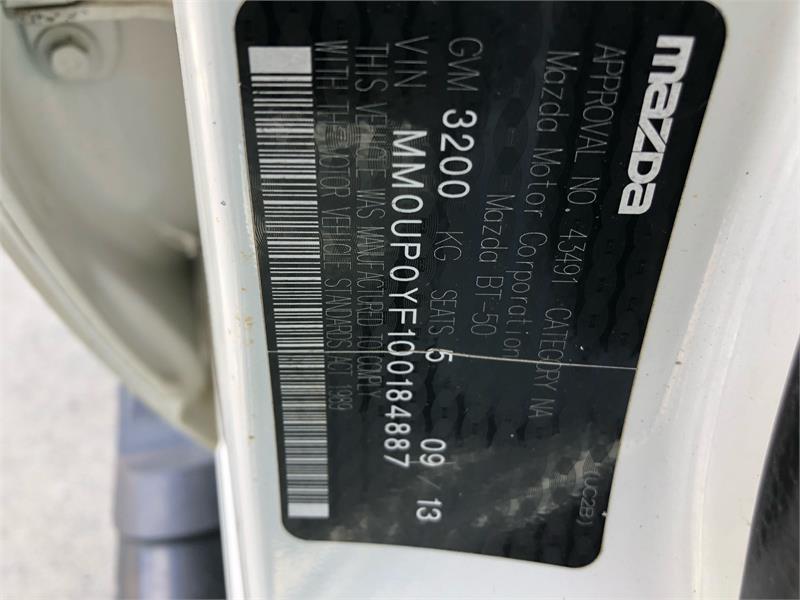 mazda
APPROVAL NO. 43491 CATEGORY NA
Mazda Motor Corporation (UC2B)
Mazda BT-50
GVM 3200 KG SEATS 5 09 / 13
VIN MM0UP0YF100184887
THIS VEHICLE WAS MANUFACTURED TO COMPLY
WITH THE MOTOR VEHICLE STANDARDS ACT 1989